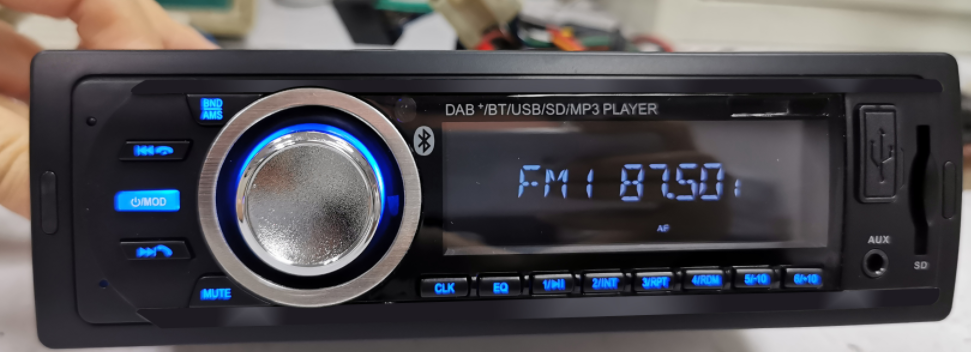 DAB+/BT/USB/SD/MP3 PLAYER
BND
AMS
⏻/MOD
FM1 87.50
AF
AUX
SD
MUTE
CLK
EQ
1/▶||
2/INT
3/RPT
4/RDM
5/-10
6/+10